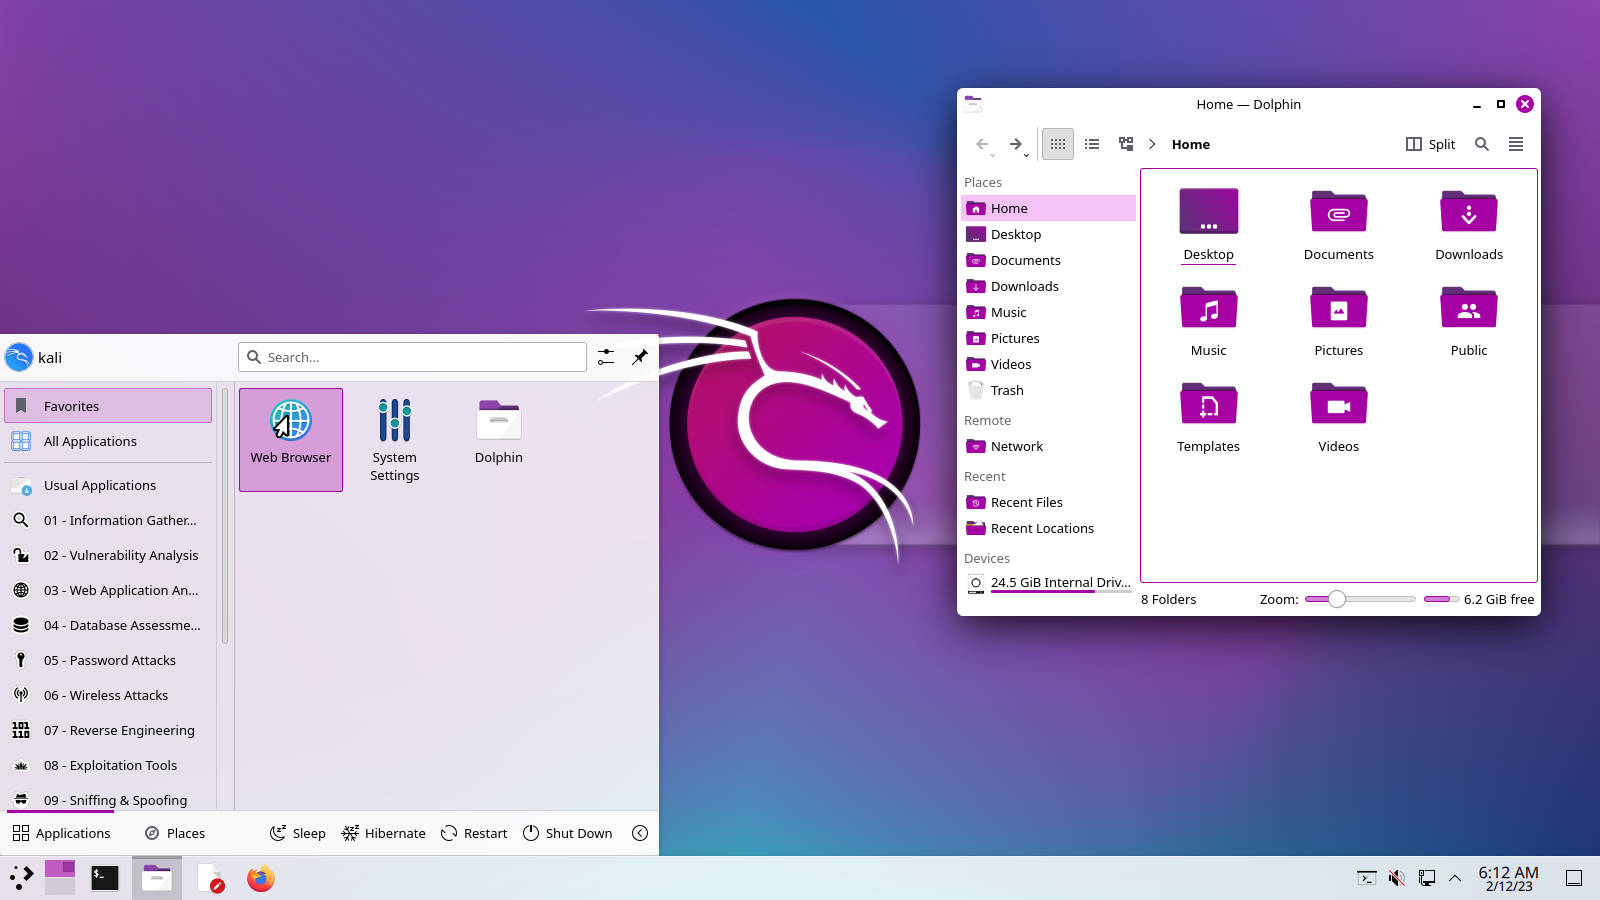 kali
Search...
Favorites
All Applications
Usual Applications
01 - Information Gather...
02 - Vulnerability Analysis
03 - Web Application An...
04 - Database Assessme...
05 - Password Attacks
06 - Wireless Attacks
07 - Reverse Engineering
08 - Exploitation Tools
09 - Sniffing & Spoofing
Web Browser
System
Settings
Dolphin
Applications
Places
Sleep
Hibernate
Restart
Shut Down
Home — Dolphin
Home
Split
Places
Home
Desktop
Documents
Downloads
Music
Pictures
Videos
Trash
Remote
Network
Recent
Recent Files
Recent Locations
Devices
24.5 GiB Internal Driv...
Desktop
Documents
Downloads
Music
Pictures
Public
Templates
Videos
8 Folders
Zoom:
6.2 GiB free
$_
6:12 AM
2/12/23